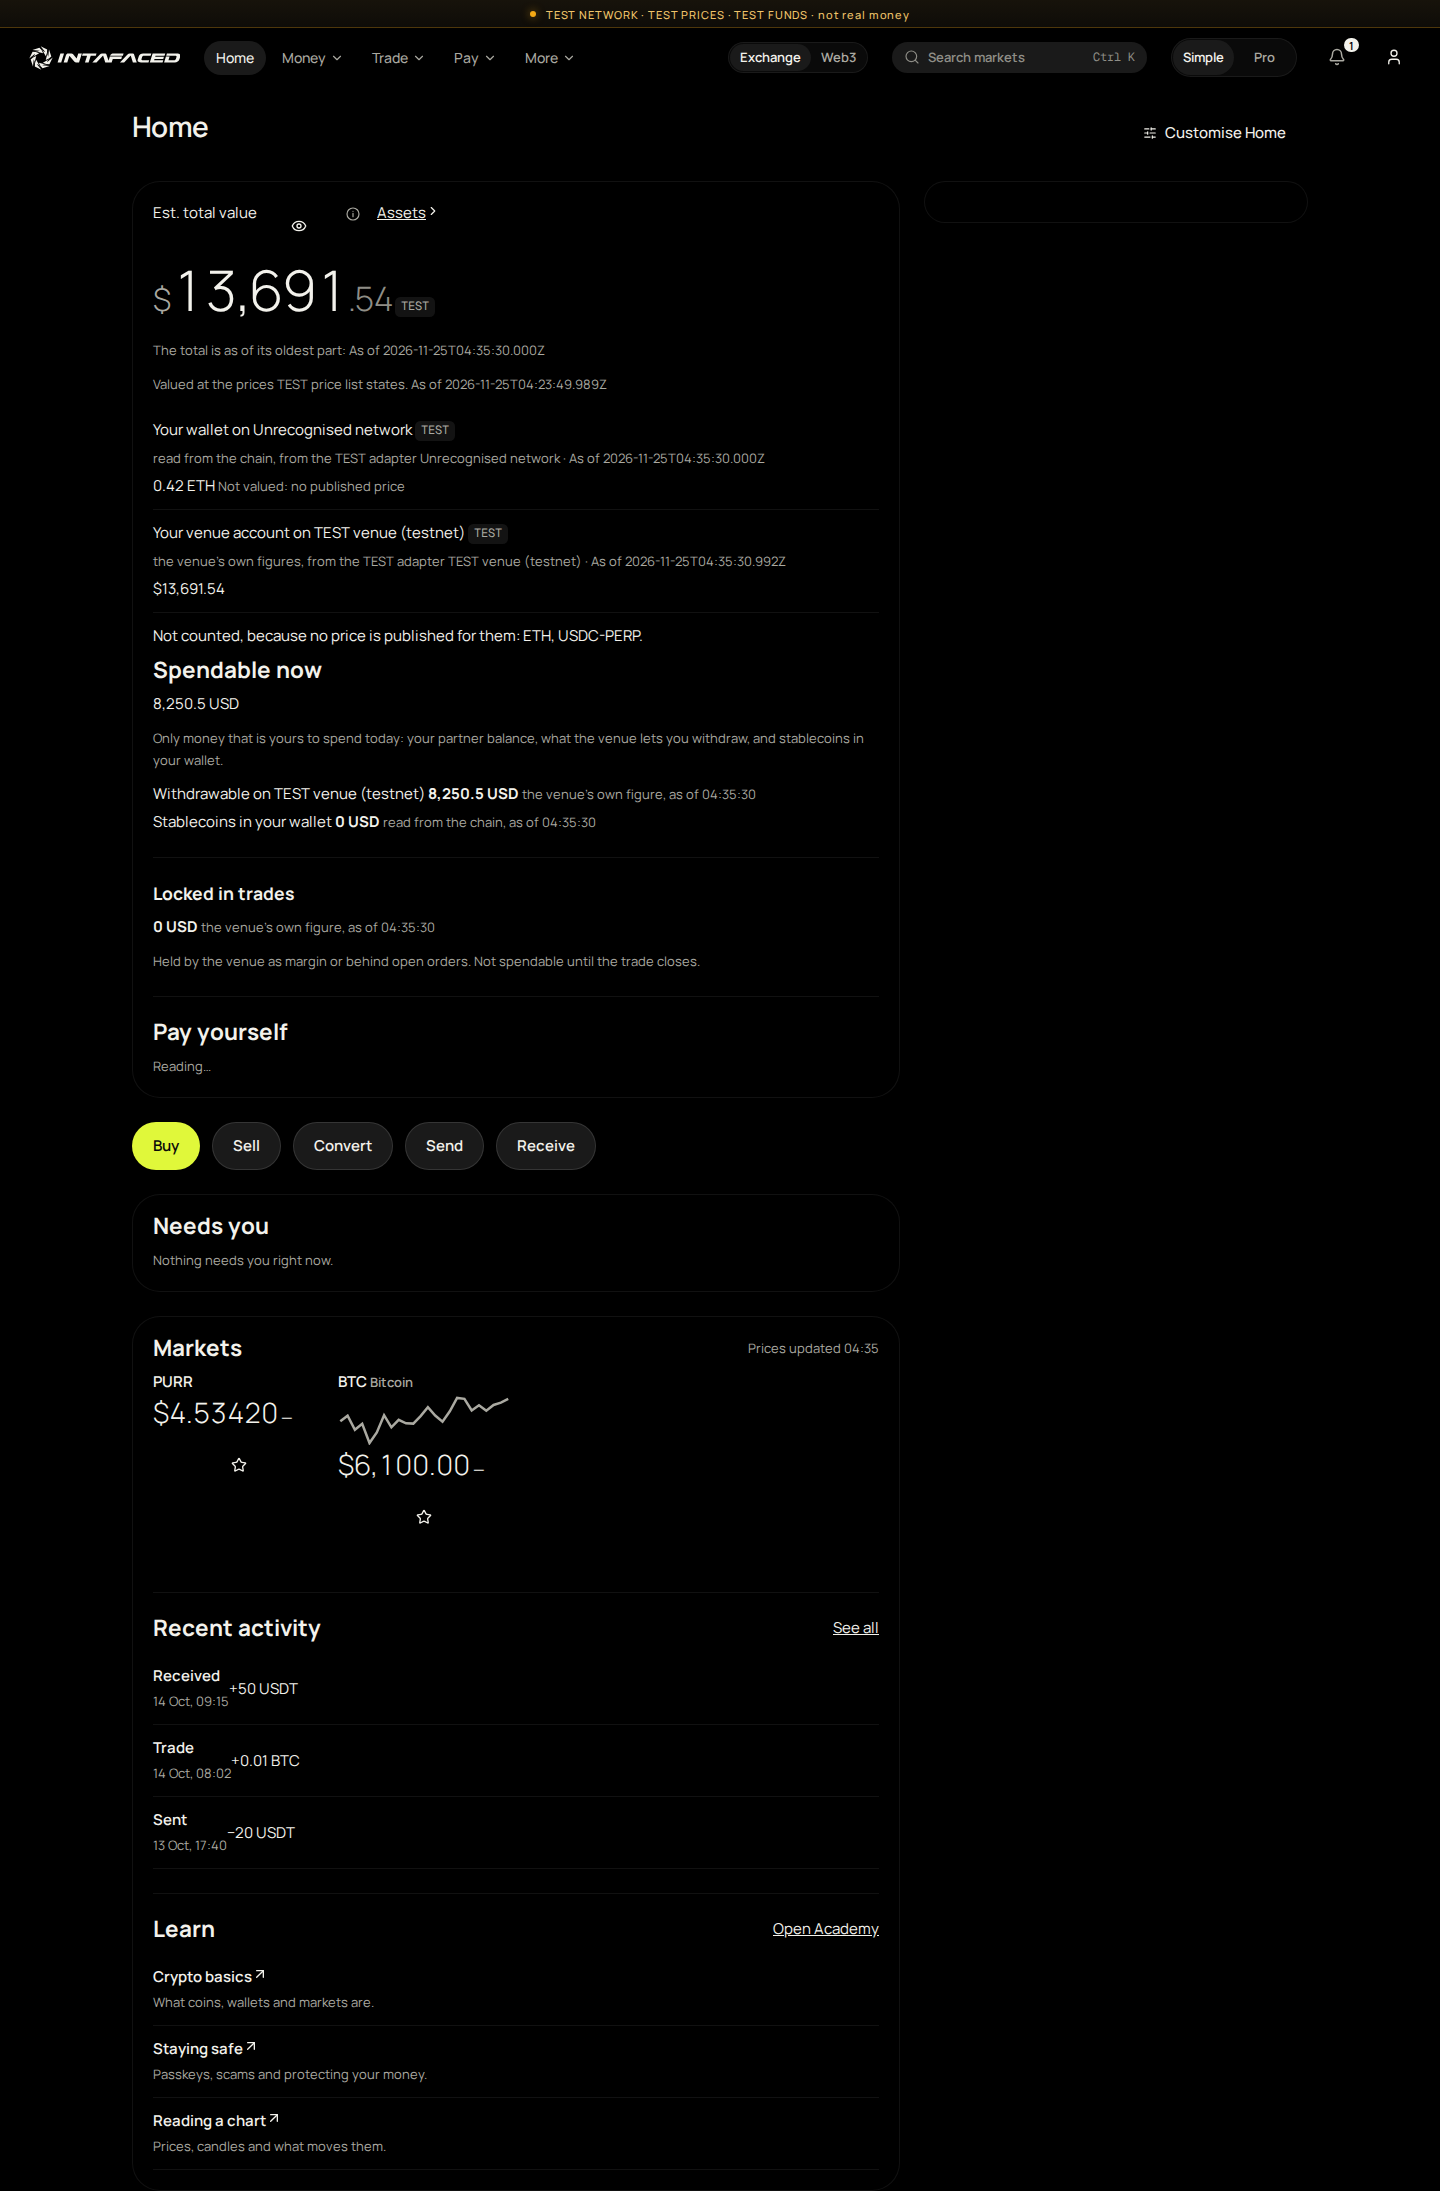 TEST NETWORK · TEST PRICES · TEST FUNDS · not real money
INTAFACED Home Money Trade Pay More Exchange Web3 Search markets Ctrl K Simple Pro 1
Home
Customise Home
Est. total value Assets
$13,691.54 TEST
The total is as of its oldest part: As of 2026-11-25T04:35:30.000Z
Valued at the prices TEST price list states. As of 2026-11-25T04:23:49.989Z
Your wallet on Unrecognised network TEST
read from the chain, from the TEST adapter Unrecognised network · As of 2026-11-25T04:35:30.000Z
0.42 ETH Not valued: no published price
Your venue account on TEST venue (testnet) TEST
the venue's own figures, from the TEST adapter TEST venue (testnet) · As of 2026-11-25T04:35:30.992Z
$13,691.54
Not counted, because no price is published for them: ETH, USDC-PERP.
Spendable now
8,250.5 USD
Only money that is yours to spend today: your partner balance, what the venue lets you withdraw, and stablecoins in
your wallet.
Withdrawable on TEST venue (testnet) 8,250.5 USD the venue's own figure, as of 04:35:30
Stablecoins in your wallet 0 USD read from the chain, as of 04:35:30
Locked in trades
0 USD the venue's own figure, as of 04:35:30
Held by the venue as margin or behind open orders. Not spendable until the trade closes.
Pay yourself
Reading...
Buy Sell Convert Send Receive
Needs you
Nothing needs you right now.
Markets Prices updated 04:35
PURR
$4.53420 –
BTC Bitcoin
$6,100.00 –
Recent activity See all
Received
14 Oct, 09:15
+50 USDT
Trade
14 Oct, 08:02
+0.01 BTC
Sent
13 Oct, 17:40
−20 USDT
Learn Open Academy
Crypto basics
What coins, wallets and markets are.
Staying safe
Passkeys, scams and protecting your money.
Reading a chart
Prices, candles and what moves them.